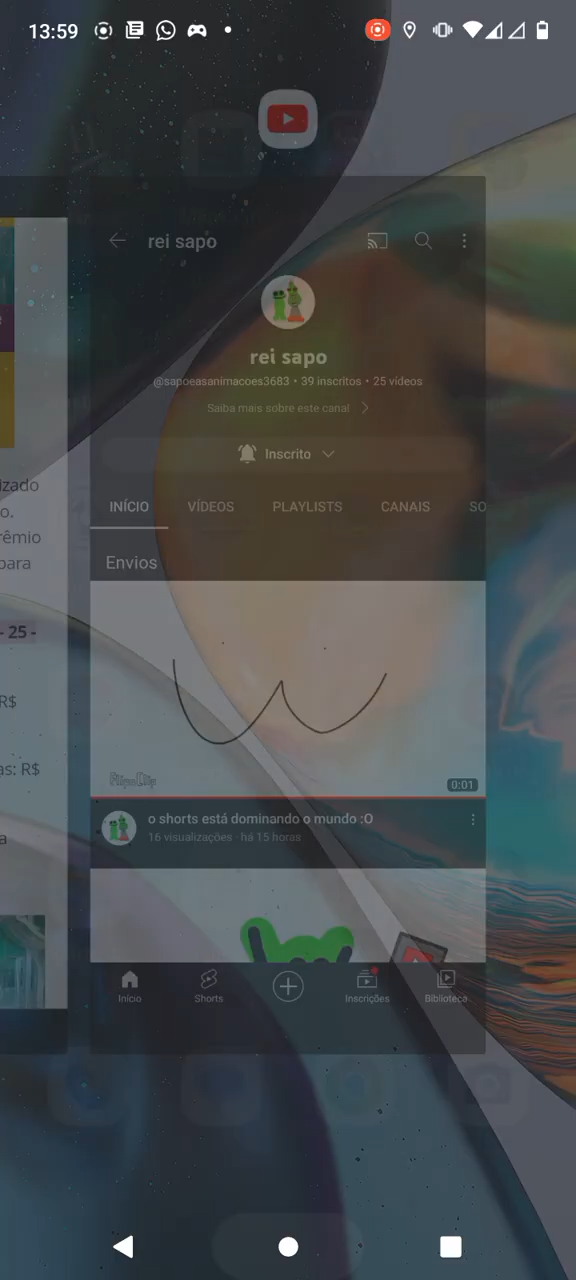 13:59
rei sapo
rei sapo
@sapoeasanimacoes3683 • 39 inscritos • 25 vídeos
Saiba mais sobre este canal
Inscrito
INÍCIO VÍDEOS PLAYLISTS CANAIS SO
izado
o.
rêmio
para
Envios
- 25 -
R$
as: R$
FlipaClip
0:01
o shorts está dominando o mundo :O
16 visualizações · há 15 horas
a
Início Shorts Inscrições Biblioteca